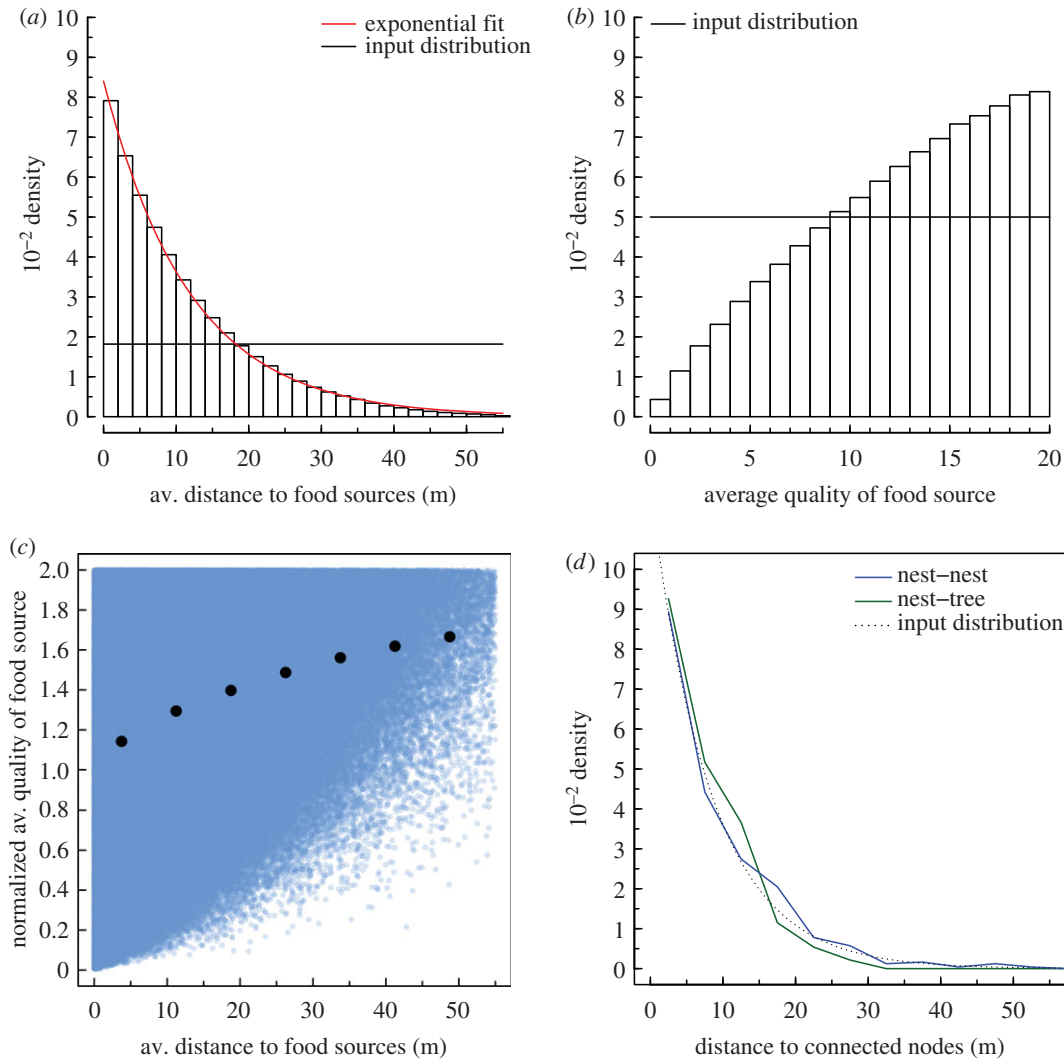 (a)
exponential fit
input distribution
10
9
8
7
6
5
4
3
2
1
0
10⁻² density
0 10 20 30 40 50
av. distance to food sources (m)
(b)
input distribution
10
9
8
7
6
5
4
3
2
1
0
10⁻² density
0 5 10 15 20
average quality of food source
(c)
2.0
1.8
1.6
1.4
1.2
1.0
0.8
0.6
0.4
0.2
0
normalized av. quality of food source
0 10 20 30 40 50
av. distance to food sources (m)
(d)
nest–nest
nest–tree
input distribution
10
9
8
7
6
5
4
3
2
1
0
10⁻² density
0 10 20 30 40 50
distance to connected nodes (m)